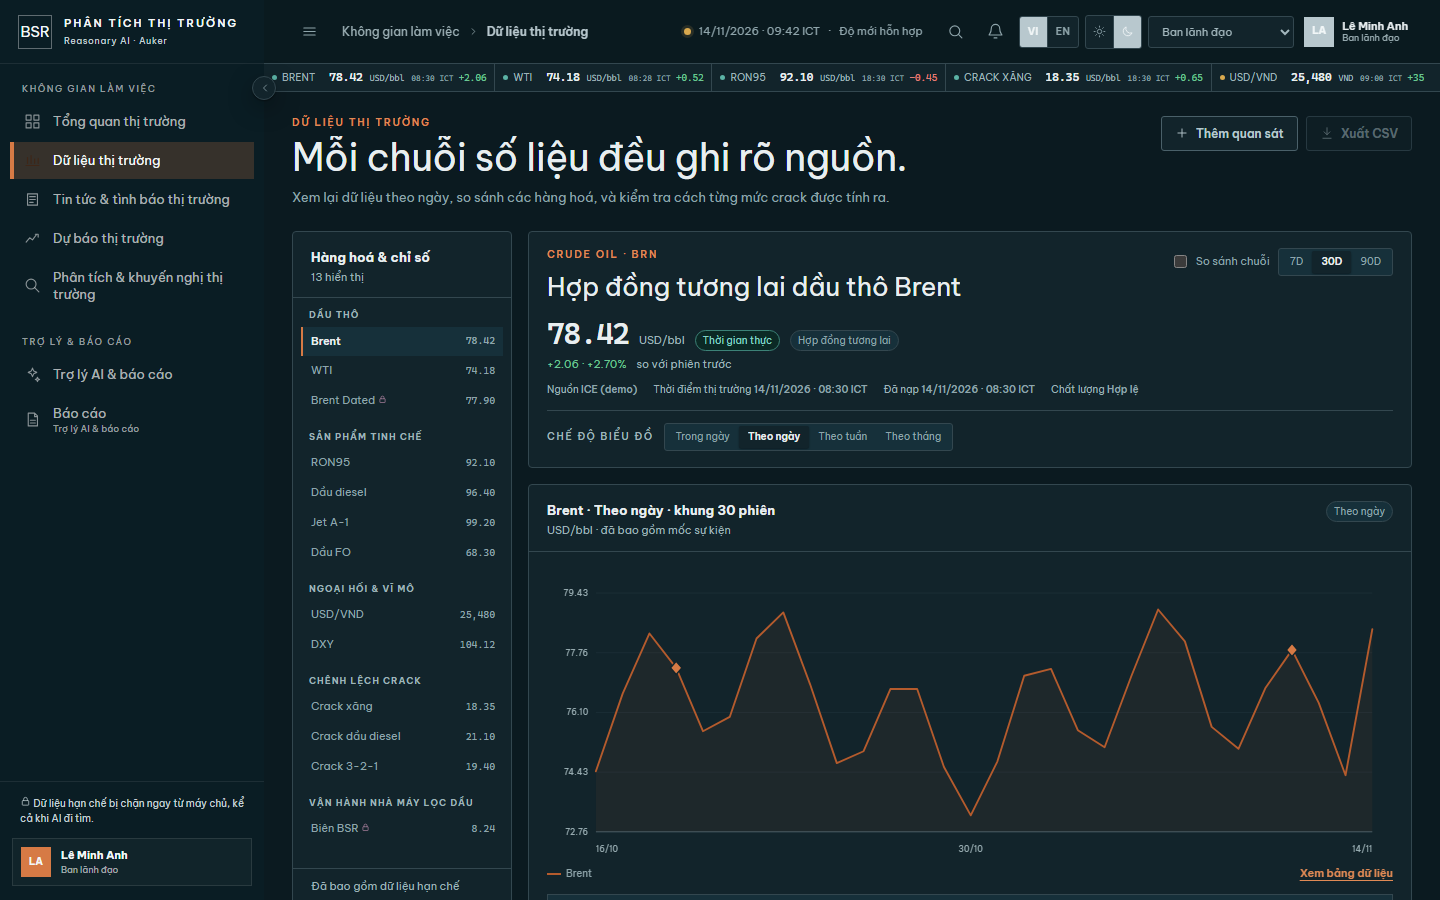 BSR
PHÂN TÍCH THỊ TRƯỜNG
Reasonary AI · Auker
Không gian làm việc › Dữ liệu thị trường
14/11/2026 · 09:42 ICT · Độ mới hỗn hợp
VI EN
Ban lãnh đạo
LA
Lê Minh Anh
Ban lãnh đạo
BRENT 78.42 USD/bbl 08:30 ICT +2.06
WTI 74.18 USD/bbl 08:28 ICT +0.52
RON95 92.10 USD/bbl 18:30 ICT −0.45
CRACK XĂNG 18.35 USD/bbl 18:30 ICT +0.65
USD/VND 25,480 VND 09:00 ICT +35
KHÔNG GIAN LÀM VIỆC
Tổng quan thị trường
Dữ liệu thị trường
Tin tức & tình báo thị trường
Dự báo thị trường
Phân tích & khuyến nghị thị
trường
TRỢ LÝ & BÁO CÁO
Trợ lý AI & báo cáo
Báo cáo
Trợ lý AI & báo cáo
Dữ liệu hạn chế bị chặn ngay từ máy chủ, kể
cả khi AI đi tìm.
LA
Lê Minh Anh
Ban lãnh đạo
DỮ LIỆU THỊ TRƯỜNG
Mỗi chuỗi số liệu đều ghi rõ nguồn.
Xem lại dữ liệu theo ngày, so sánh các hàng hoá, và kiểm tra cách từng mức crack được tính ra.
Thêm quan sát
Xuất CSV
Hàng hoá & chỉ số
13 hiển thị
DẦU THÔ
Brent 78.42
WTI 74.18
Brent Dated 77.90
SẢN PHẨM TINH CHẾ
RON95 92.10
Dầu diesel 96.40
Jet A-1 99.20
Dầu FO 68.30
NGOẠI HỐI & VĨ MÔ
USD/VND 25,480
DXY 104.12
CHÊNH LỆCH CRACK
Crack xăng 18.35
Crack dầu diesel 21.10
Crack 3-2-1 19.40
VẬN HÀNH NHÀ MÁY LỌC DẦU
Biên BSR 8.24
Đã bao gồm dữ liệu hạn chế
CRUDE OIL · BRN
Hợp đồng tương lai dầu thô Brent
So sánh chuỗi
7D 30D 90D
78.42 USD/bbl Thời gian thực Hợp đồng tương lai
+2.06 · +2.70% so với phiên trước
Nguồn ICE (demo) Thời điểm thị trường 14/11/2026 · 08:30 ICT Đã nạp 14/11/2026 · 08:30 ICT Chất lượng Hợp lệ
CHẾ ĐỘ BIỂU ĐỒ Trong ngày Theo ngày Theo tuần Theo tháng
Brent · Theo ngày · khung 30 phiên
USD/bbl · đã bao gồm mốc sự kiện
Theo ngày
79.43
77.76
76.10
74.43
72.76
16/10 30/10 14/11
Brent
Xem bảng dữ liệu